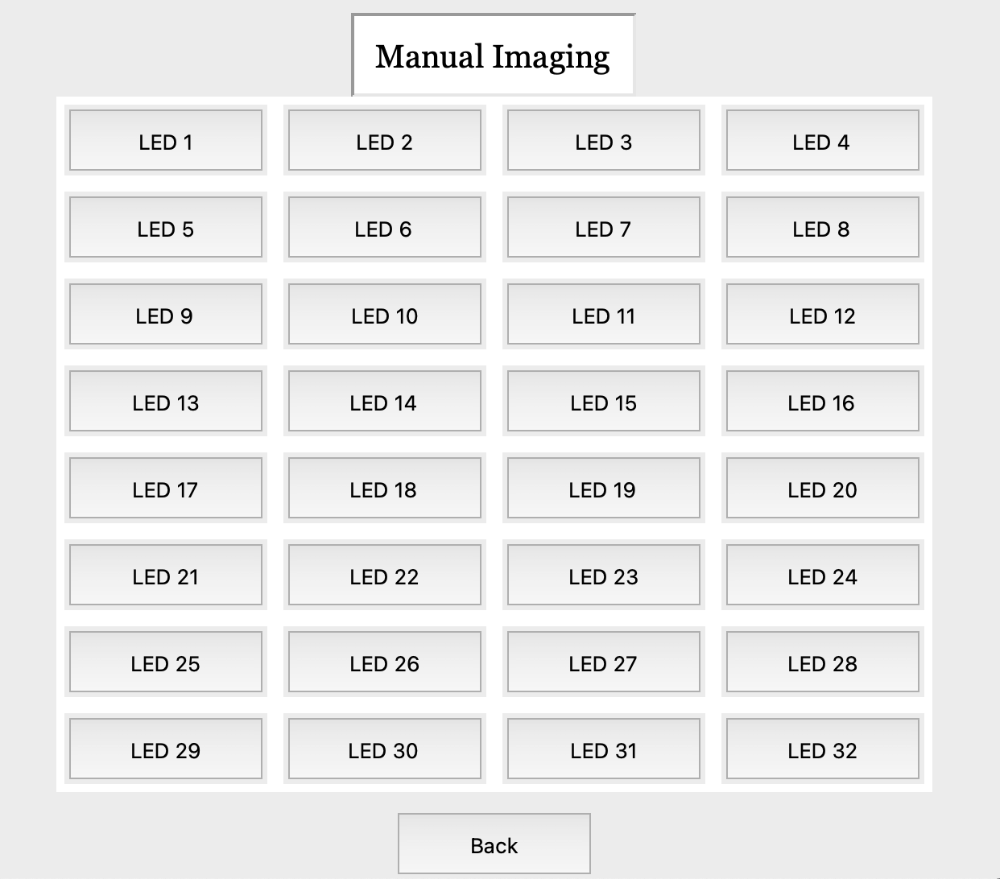 Manual Imaging
LED 1 LED 2 LED 3 LED 4
LED 5 LED 6 LED 7 LED 8
LED 9 LED 10 LED 11 LED 12
LED 13 LED 14 LED 15 LED 16
LED 17 LED 18 LED 19 LED 20
LED 21 LED 22 LED 23 LED 24
LED 25 LED 26 LED 27 LED 28
LED 29 LED 30 LED 31 LED 32
Back